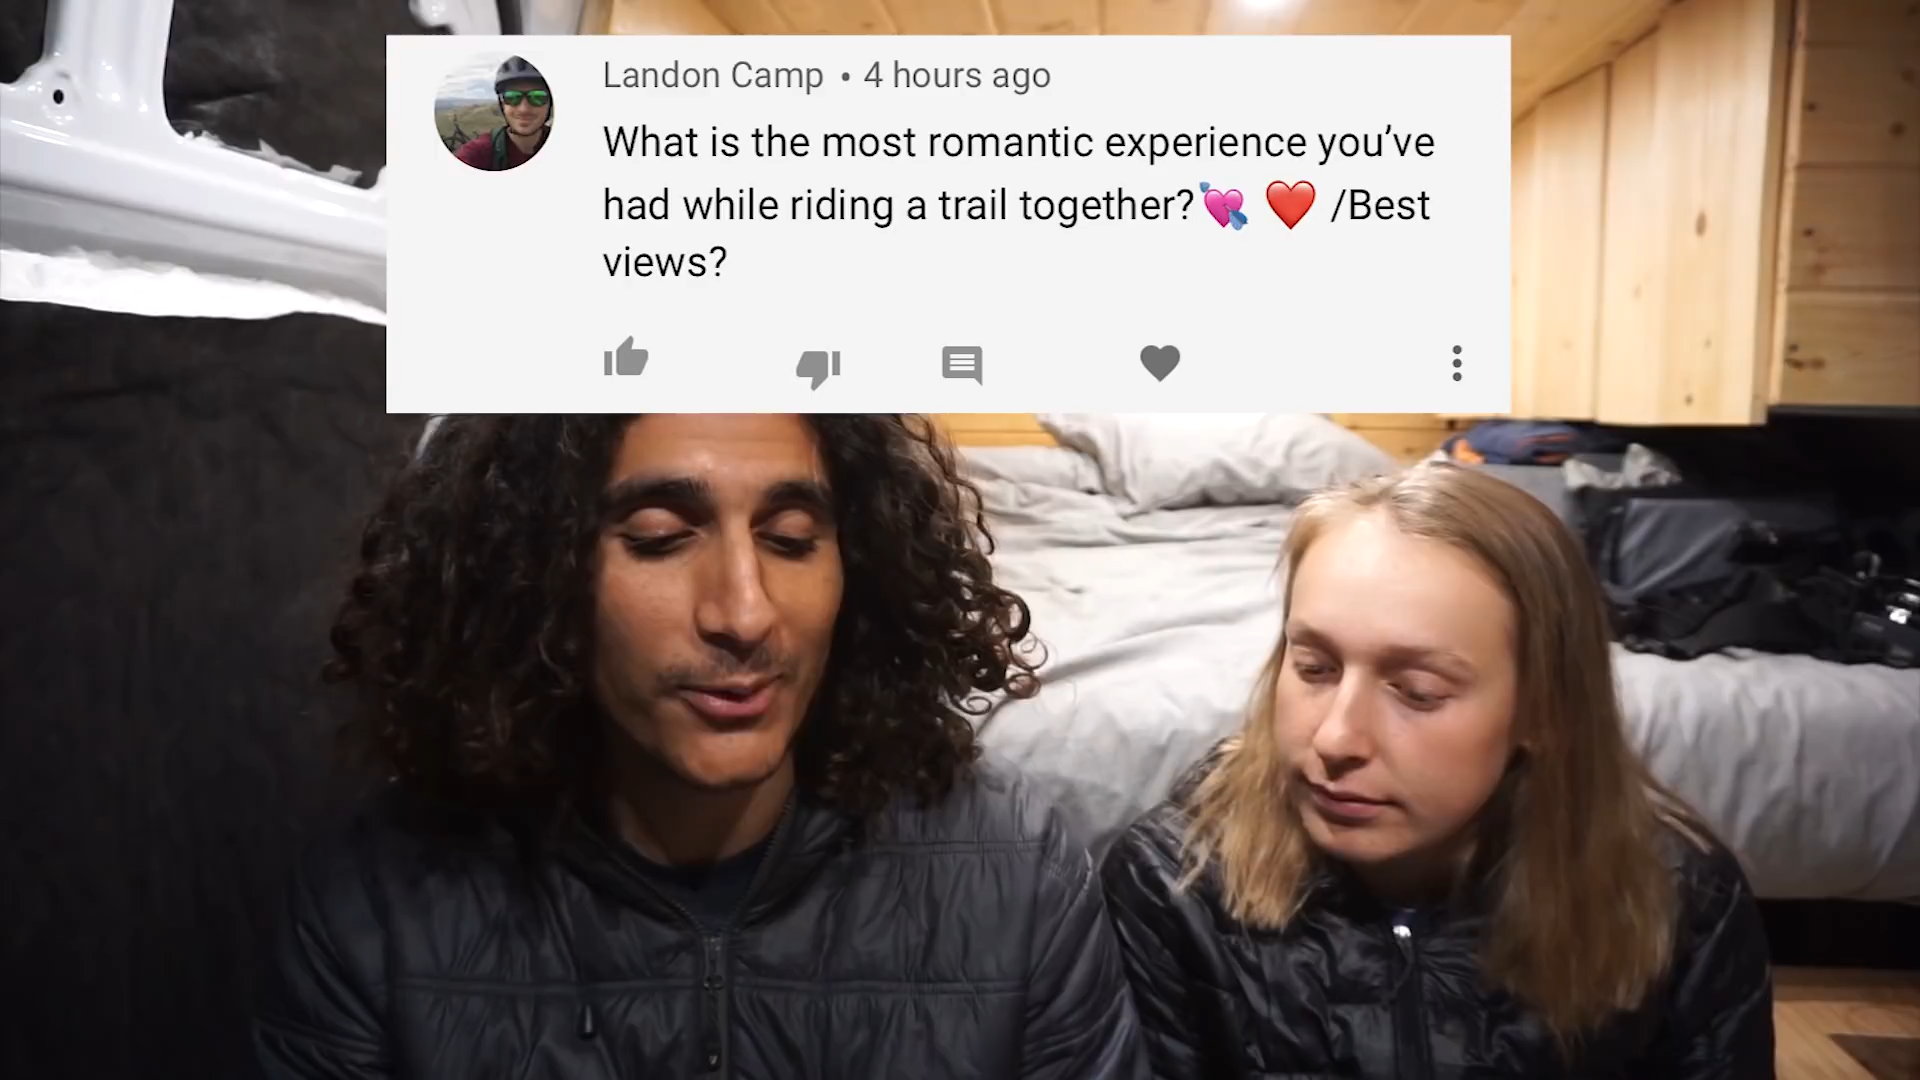 Landon Camp • 4 hours ago
What is the most romantic experience you’ve
had while riding a trail together?💘 ❤️ /Best
views?